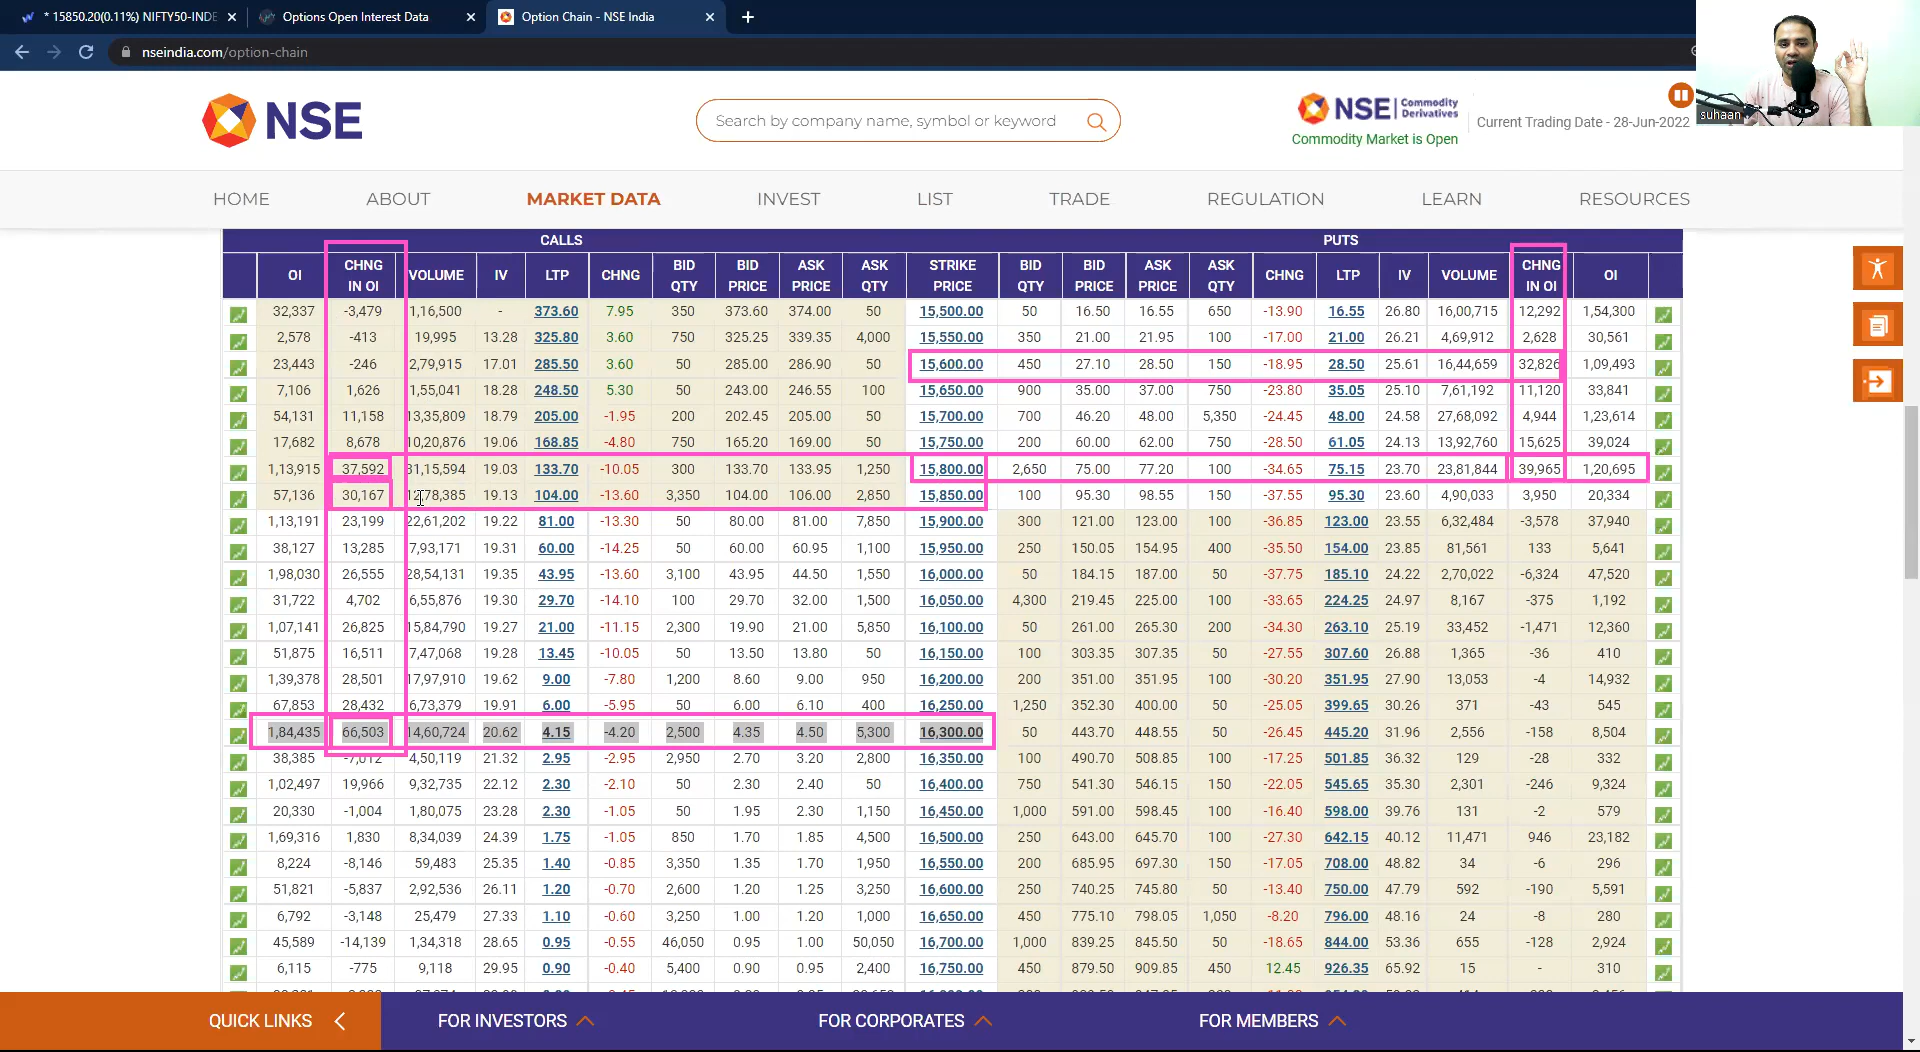 * 15850.20(0.11%) NIFTY50-INDE
Options Open Interest Data
Option Chain - NSE India
nseindia.com/option-chain
suhaan
NSE
Search by company name, symbol or keyword
NSE Commodity Derivatives
Commodity Market is Open
Current Trading Date - 28-Jun-2022
HOME ABOUT MARKET DATA INVEST LIST TRADE REGULATION LEARN RESOURCES
CALLS PUTS
OI CHNG IN OI VOLUME IV LTP CHNG BID QTY BID PRICE ASK PRICE ASK QTY STRIKE PRICE BID QTY BID PRICE ASK PRICE ASK QTY CHNG LTP IV VOLUME CHNG IN OI OI
32,337 -3,479 1,16,500 - 373.60 7.95 350 373.60 374.00 50 15,500.00 50 16.50 16.55 650 -13.90 16.55 26.80 16,00,715 12,292 1,54,300
2,578 -413 19,995 13.28 325.80 3.60 750 325.25 339.35 4,000 15,550.00 350 21.00 21.95 100 -17.00 21.00 26.21 4,69,912 2,628 30,561
23,443 -246 2,79,915 17.01 285.50 3.60 50 285.00 286.90 50 15,600.00 450 27.10 28.50 150 -18.95 28.50 25.61 16,44,659 32,826 1,09,493
7,106 1,626 1,55,041 18.28 248.50 5.30 50 243.00 246.55 100 15,650.00 900 35.00 37.00 750 -23.80 35.05 25.10 7,61,192 11,120 33,841
54,131 11,158 13,35,809 18.79 205.00 -1.95 200 202.45 205.00 50 15,700.00 700 46.20 48.00 5,350 -24.45 48.00 24.58 27,68,092 4,944 1,23,614
17,682 8,678 10,20,876 19.06 168.85 -4.80 750 165.20 169.00 50 15,750.00 200 60.00 62.00 750 -28.50 61.05 24.13 13,92,760 15,625 39,024
1,13,915 37,592 31,15,594 19.03 133.70 -10.05 300 133.70 133.95 1,250 15,800.00 2,650 75.00 77.20 100 -34.65 75.15 23.70 23,81,844 39,965 1,20,695
57,136 30,167 12,78,385 19.13 104.00 -13.60 3,350 104.00 106.00 2,850 15,850.00 100 95.30 98.55 150 -37.55 95.30 23.60 4,90,033 3,950 20,334
1,13,191 23,199 22,61,202 19.22 81.00 -13.30 50 80.00 81.00 7,850 15,900.00 300 121.00 123.00 100 -36.85 123.00 23.55 6,32,484 -3,578 37,940
38,127 13,285 7,93,171 19.31 60.00 -14.25 50 60.00 60.95 1,100 15,950.00 250 150.05 154.95 400 -35.50 154.00 23.85 81,561 133 5,641
1,98,030 26,555 28,54,131 19.35 43.95 -13.60 3,100 43.95 44.50 1,550 16,000.00 50 184.15 187.00 50 -37.75 185.10 24.22 2,70,022 -6,324 47,520
31,722 4,702 6,55,876 19.30 29.70 -14.10 100 29.70 32.00 1,500 16,050.00 4,300 219.45 225.00 100 -33.65 224.25 24.97 8,167 -375 1,192
1,07,141 26,825 15,84,790 19.27 21.00 -11.15 2,300 19.90 21.00 5,850 16,100.00 50 261.00 265.30 200 -34.30 263.10 25.19 33,452 -1,471 12,360
51,875 16,511 7,47,068 19.28 13.45 -10.05 50 13.50 13.80 50 16,150.00 100 303.35 307.35 50 -27.55 307.60 26.88 1,365 -36 410
1,39,378 28,501 17,97,910 19.62 9.00 -7.80 1,200 8.60 9.00 950 16,200.00 200 351.00 351.95 100 -30.20 351.95 27.90 13,053 -4 14,932
67,853 28,432 6,73,379 19.91 6.00 -5.95 50 6.00 6.10 400 16,250.00 1,250 352.30 400.00 50 -25.05 399.65 30.26 371 -43 545
1,84,435 66,503 14,60,724 20.62 4.15 -4.20 2,500 4.35 4.50 5,300 16,300.00 50 443.70 448.55 50 -26.45 445.20 31.96 2,556 -158 8,504
38,385 -7,012 4,50,119 21.32 2.95 -2.95 2,950 2.70 3.20 2,800 16,350.00 100 490.70 508.85 100 -17.25 501.85 36.32 129 -28 332
1,02,497 19,966 9,32,735 22.12 2.30 -2.10 50 2.30 2.40 50 16,400.00 750 541.30 546.15 150 -22.05 545.65 35.30 2,301 -246 9,324
20,330 -1,004 1,80,075 23.28 2.30 -1.05 50 1.95 2.30 1,150 16,450.00 1,000 591.00 598.45 100 -16.40 598.00 39.76 131 -2 579
1,69,316 1,830 8,34,039 24.39 1.75 -1.05 850 1.70 1.85 4,500 16,500.00 250 643.00 645.70 100 -27.30 642.15 40.12 11,471 946 23,182
8,224 -8,146 59,483 25.35 1.40 -0.85 3,350 1.35 1.70 1,950 16,550.00 200 685.95 697.30 150 -17.05 708.00 48.82 34 -6 296
51,821 -5,837 2,92,536 26.11 1.20 -0.70 2,600 1.20 1.25 3,250 16,600.00 250 740.25 745.80 50 -13.40 750.00 47.79 592 -190 5,591
6,792 -3,148 25,479 27.33 1.10 -0.60 3,250 1.00 1.20 1,000 16,650.00 450 775.10 798.05 1,050 -8.20 796.00 48.16 24 -8 280
45,589 -14,139 1,34,318 28.65 0.95 -0.55 46,050 0.95 1.00 50,050 16,700.00 1,000 839.25 845.50 50 -18.65 844.00 53.36 655 -128 2,924
6,115 -775 9,118 29.95 0.90 -0.40 5,400 0.90 0.95 2,400 16,750.00 450 879.50 909.85 450 12.45 926.35 65.92 15 - 310
QUICK LINKS FOR INVESTORS FOR CORPORATES FOR MEMBERS